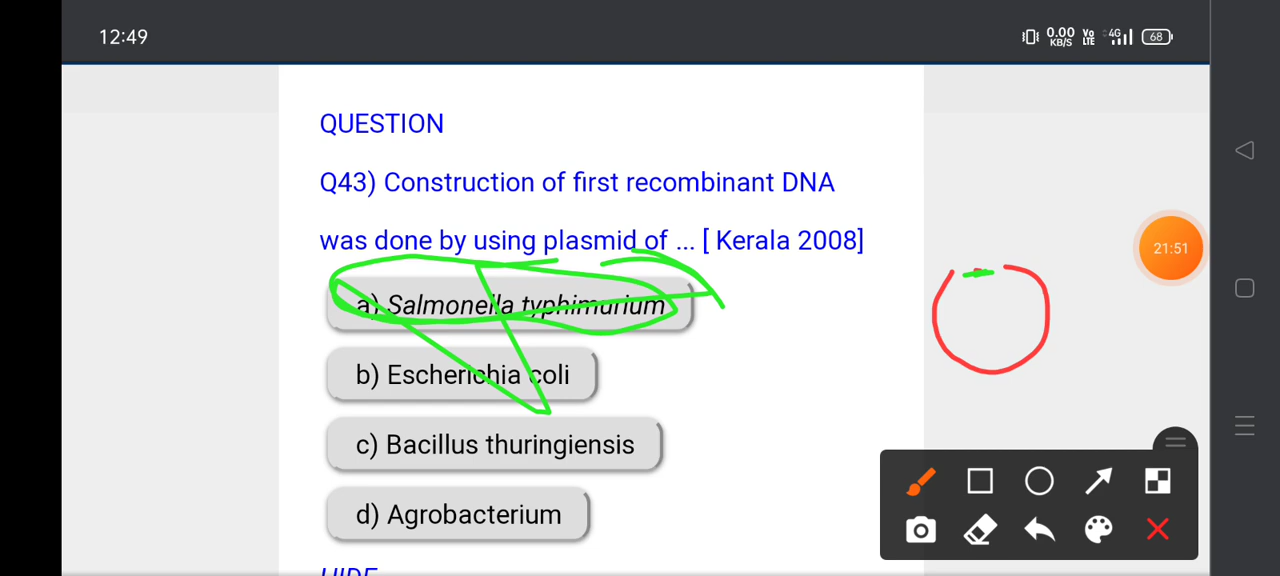 12:49
0.00 KB/S Vo LTE 4G 68
QUESTION
Q43) Construction of first recombinant DNA
was done by using plasmid of ... [ Kerala 2008]
21:51
a) Salmonella typhimurium
b) Escherichia coli
c) Bacillus thuringiensis
d) Agrobacterium
HIDE